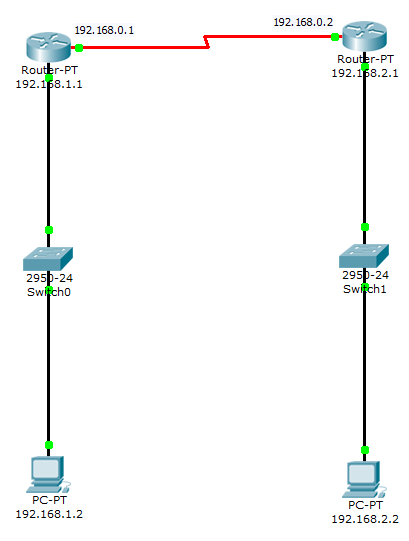 192.168.0.1
192.168.0.2
Router-PT
192.168.1.1
Router-PT
192.168.2.1
2950-24
Switch0
2950-24
Switch1
PC-PT
192.168.1.2
PC-PT
192.168.2.2